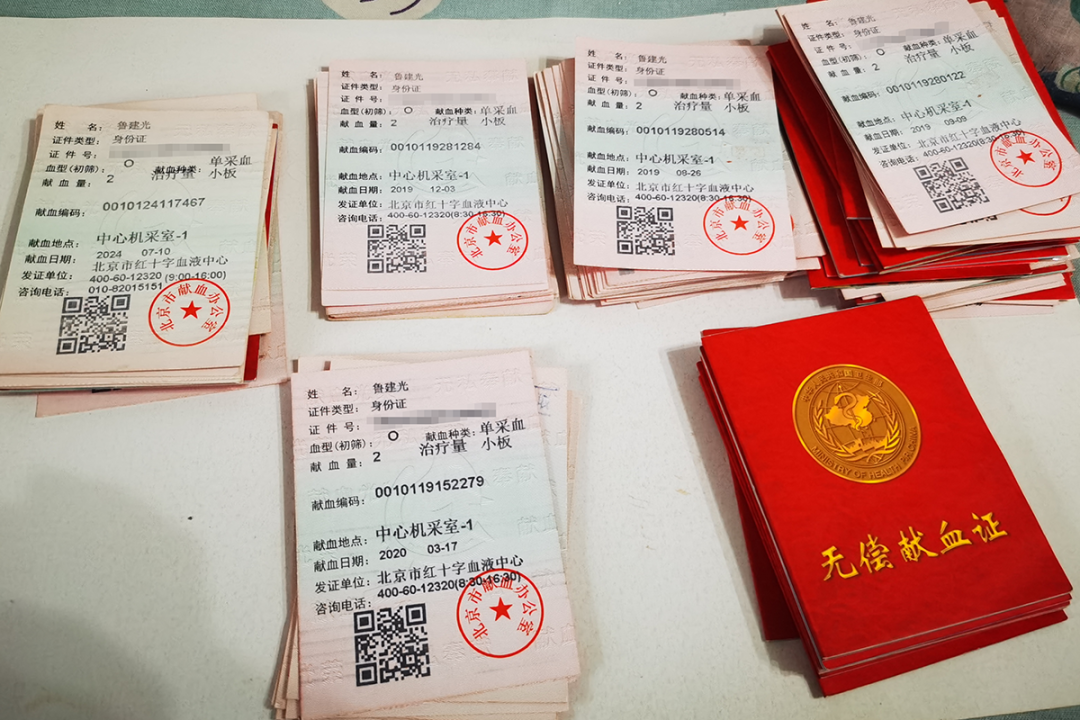 姓 名: 鲁建光
证件类型: 身份证
证 件 号:
血型(初筛): O 献血种类: 单采血
献 血 量: 2 治疗量 小板
献血编码: 0010124117467
献血地点: 中心机采室-1
献血日期: 2024 07-10
发证单位: 北京市红十字血液中心
咨询电话: 400-60-12320 (9:00-16:00)
010-82015151
北京市献血办公室
姓 名: 鲁建光
证件类型: 身份证
证 件 号:
血型(初筛): O 献血种类: 单采血
献 血 量: 2 治疗量 小板
献血编码: 0010119281284
献血地点: 中心机采室-1
献血日期: 2019 12-03
发证单位: 北京市红十字血液中心
咨询电话: 400-60-12320(8:30-16:30)
北京市献血办公室
姓 名: 鲁建光
证件类型: 身份证
证 件 号:
血型(初筛): O 献血种类: 单采血
献 血 量: 2 治疗量 小板
献血编码: 0010119280514
献血地点: 中心机采室-1
献血日期: 2019 08-26
发证单位: 北京市红十字血液中心
咨询电话: 400-60-12320(8:30-16:30)
北京市献血办公室
姓 名: 鲁建光
证件类型: 身份证
证 件 号:
血型(初筛): O 献血种类: 单采血
献 血 量: 2 治疗量 小板
献血编码: 0010119280122
献血地点: 中心机采室-1
献血日期: 2019 09-09
发证单位: 北京市红十字血液中心
咨询电话: 400-60-12320(8:30-16:30)
北京市献血办公室
姓 名: 鲁建光
证件类型: 身份证
证 件 号:
血型(初筛): O 献血种类: 单采血
献 血 量: 2 治疗量 小板
献血编码: 0010119152279
献血地点: 中心机采室-1
献血日期: 2020 03-17
发证单位: 北京市红十字血液中心
咨询电话: 400-60-12320(8:30-16:30)
北京市献血办公室
MINISTRY OF HEALTH P.R.CHINA
无偿献血证